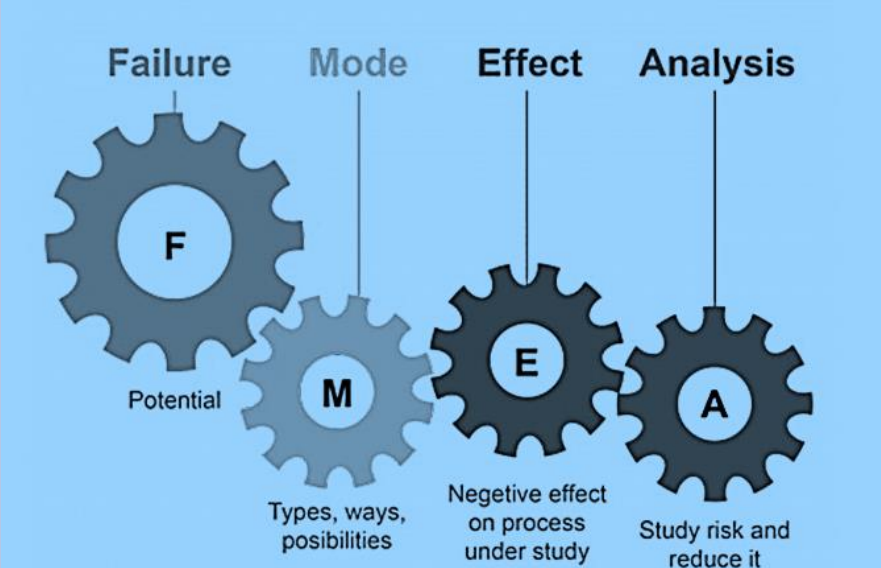 Failure
Mode
Effect
Analysis
F
M
E
A
Potential
Types, ways,
posibilities
Negetive effect
on process
under study
Study risk and
reduce it